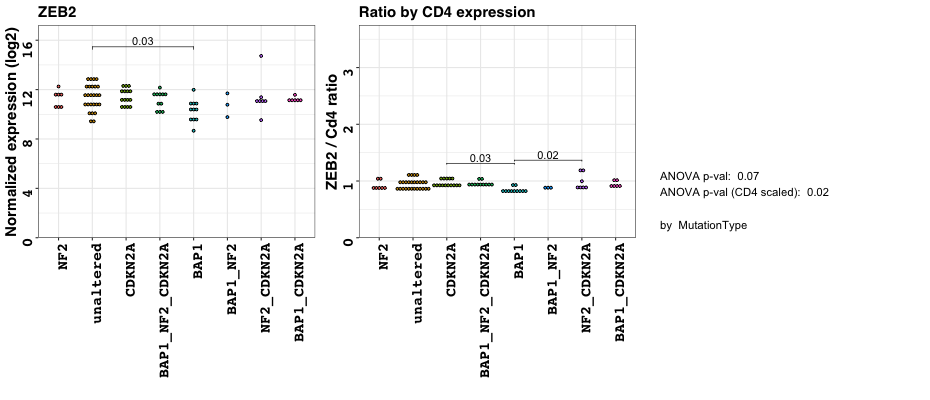 ZEB2
Normalized expression (log2)
16
12
8
4
0
0.03
NF2
unaltered
CDKN2A
BAP1_NF2_CDKN2A
BAP1
BAP1_NF2
NF2_CDKN2A
BAP1_CDKN2A
Ratio by CD4 expression
ZEB2 / Cd4 ratio
3
2
1
0
0.03
0.02
NF2
unaltered
CDKN2A
BAP1_NF2_CDKN2A
BAP1
BAP1_NF2
NF2_CDKN2A
BAP1_CDKN2A
ANOVA p-val: 0.07
ANOVA p-val (CD4 scaled): 0.02
by MutationType